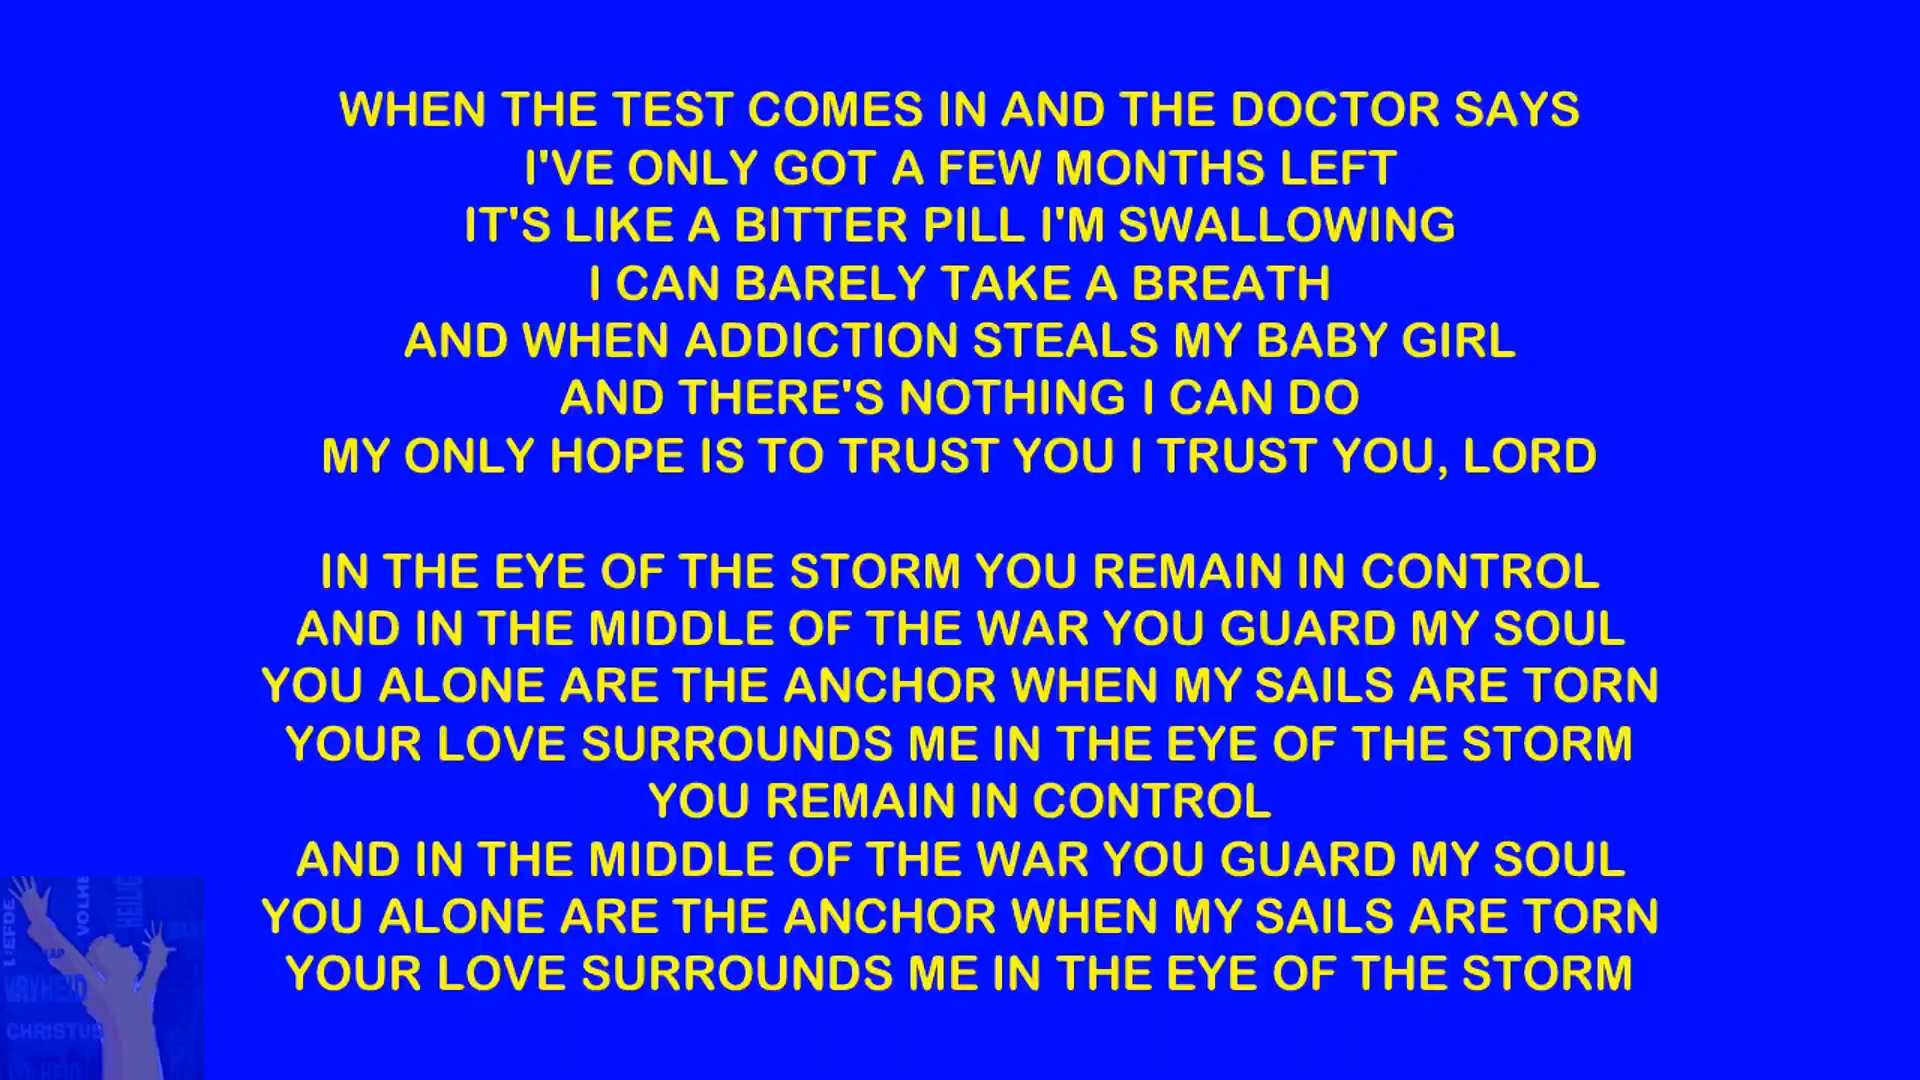 WHEN THE TEST COMES IN AND THE DOCTOR SAYS
I'VE ONLY GOT A FEW MONTHS LEFT
IT'S LIKE A BITTER PILL I'M SWALLOWING
I CAN BARELY TAKE A BREATH
AND WHEN ADDICTION STEALS MY BABY GIRL
AND THERE'S NOTHING I CAN DO
MY ONLY HOPE IS TO TRUST YOU I TRUST YOU, LORD
IN THE EYE OF THE STORM YOU REMAIN IN CONTROL
AND IN THE MIDDLE OF THE WAR YOU GUARD MY SOUL
YOU ALONE ARE THE ANCHOR WHEN MY SAILS ARE TORN
YOUR LOVE SURROUNDS ME IN THE EYE OF THE STORM
YOU REMAIN IN CONTROL
AND IN THE MIDDLE OF THE WAR YOU GUARD MY SOUL
YOU ALONE ARE THE ANCHOR WHEN MY SAILS ARE TORN
YOUR LOVE SURROUNDS ME IN THE EYE OF THE STORM
LIEFDE
VRYHEID
CHRISTUS